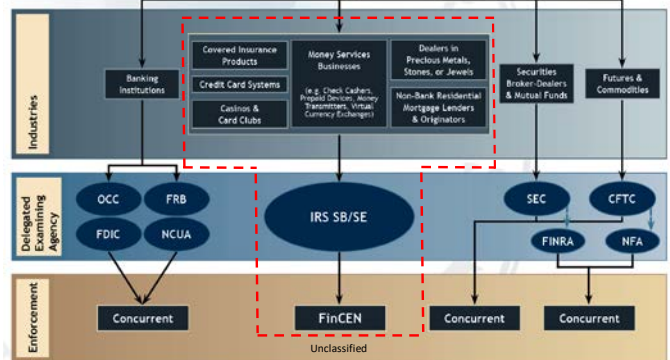 Industries
Banking
Institutions
Covered Insurance
Products
Credit Card Systems
Casinos &
Card Clubs
Money Services
Businesses
(e.g. Check Cashers,
Prepaid Devices, Money
Transmitters, Virtual
Currency Exchanges)
Dealers in
Precious Metals,
Stones, or Jewels
Non-Bank Residential
Mortgage Lenders
& Originators
Securities
Broker-Dealers
& Mutual Funds
Futures &
Commodities
Delegated
Examining
Agency
OCC
FRB
FDIC
NCUA
IRS SB/SE
SEC
CFTC
FINRA
NFA
Enforcement
Concurrent
FinCEN
Concurrent
Concurrent
Unclassified